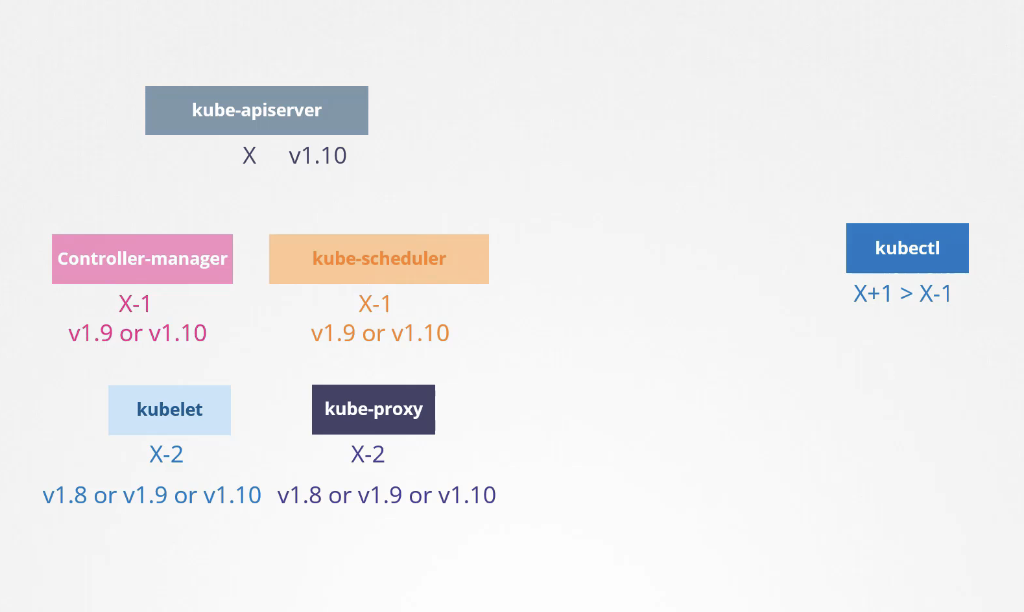 kube-apiserver
X v1.10
Controller-manager
kube-scheduler
kubectl
X-1
X-1
X+1 > X-1
v1.9 or v1.10
v1.9 or v1.10
kubelet
kube-proxy
X-2
X-2
v1.8 or v1.9 or v1.10
v1.8 or v1.9 or v1.10